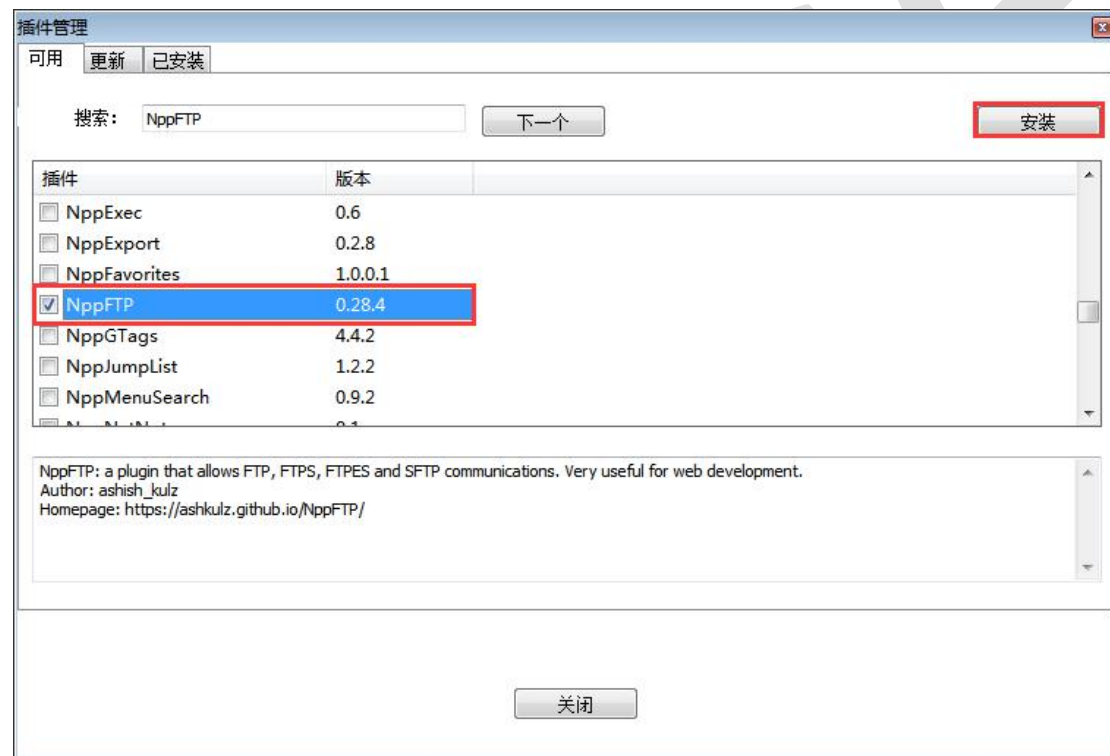 插件管理
可用 更新 已安装
搜索： NppFTP 下一个 安装
插件 版本
NppExec 0.6
NppExport 0.2.8
NppFavorites 1.0.0.1
NppFTP 0.28.4
NppGTags 4.4.2
NppJumpList 1.2.2
NppMenuSearch 0.9.2
NppFTP: a plugin that allows FTP, FTPS, FTPES and SFTP communications. Very useful for web development.
Author: ashish_kulz
Homepage: https://ashkulz.github.io/NppFTP/
关闭